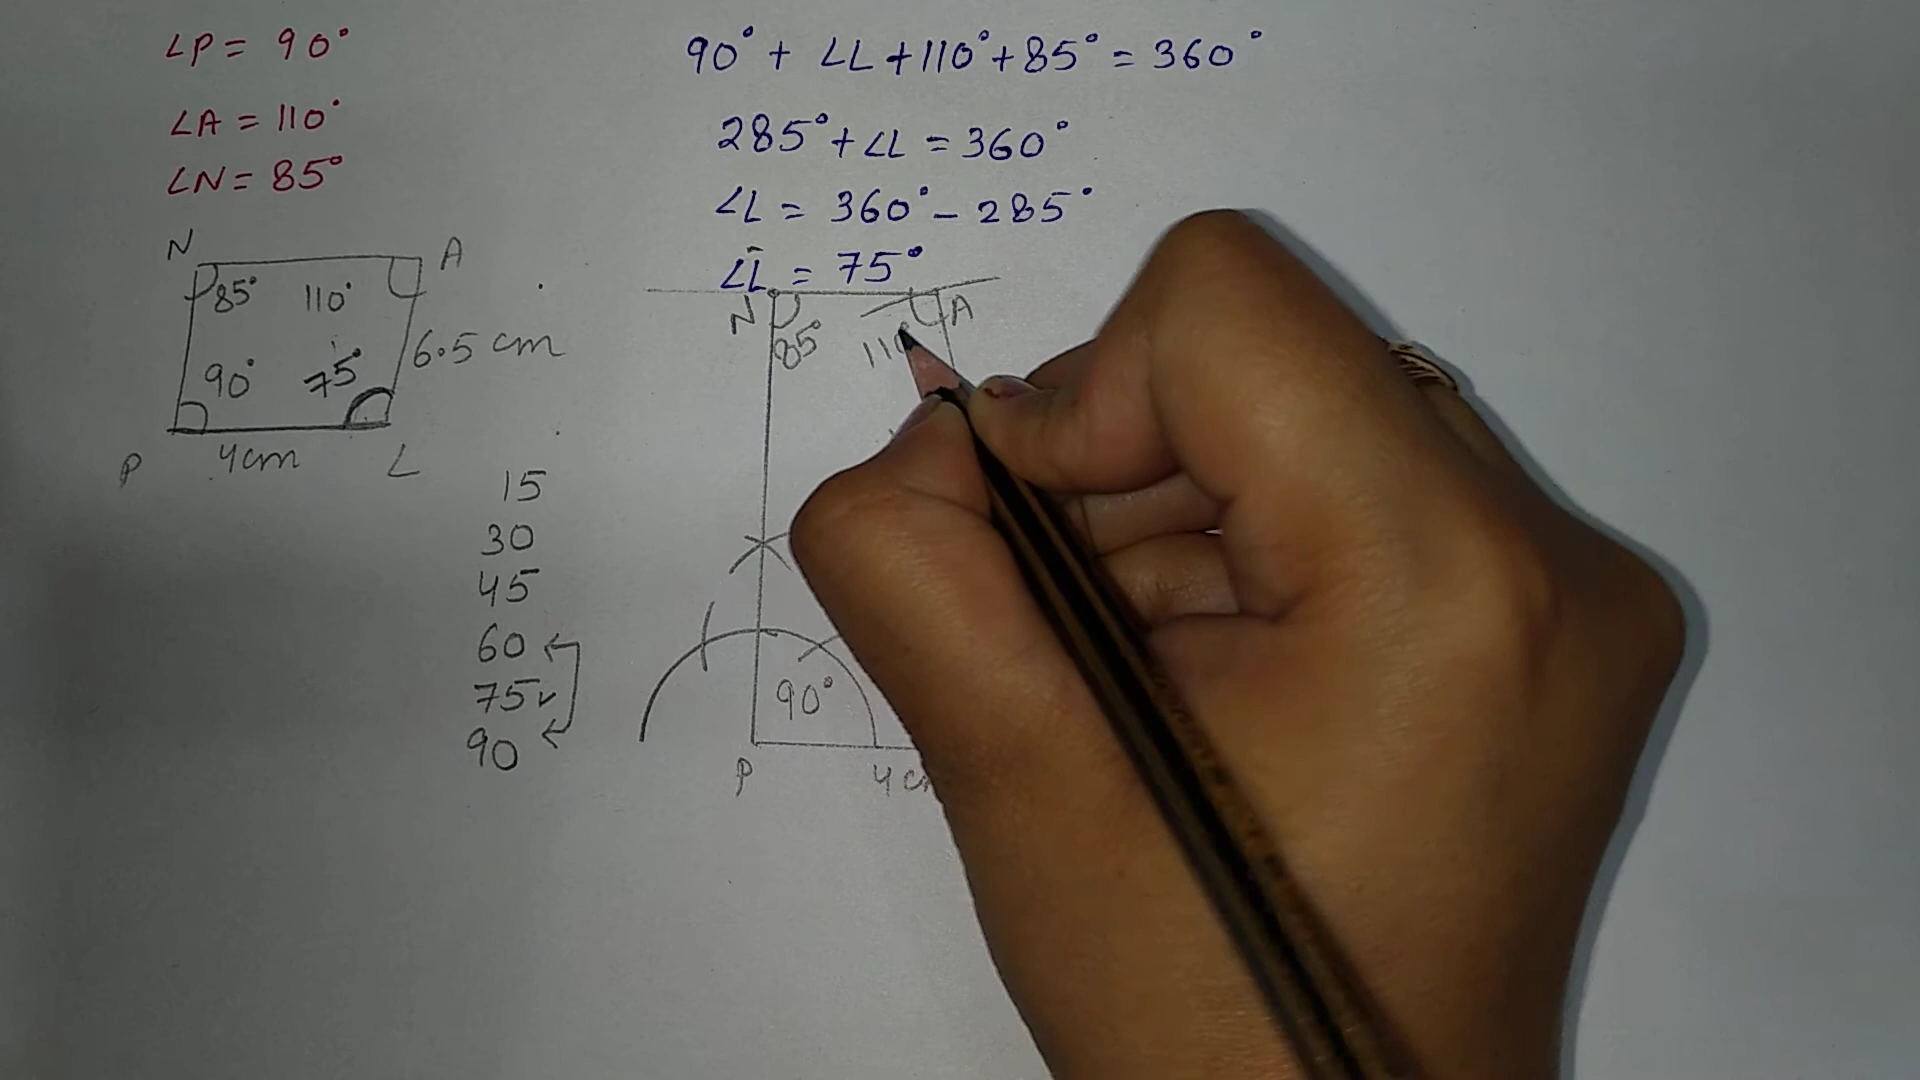 ∠P = 90°
∠A = 110°
∠N = 85°
90° + ∠L + 110° + 85° = 360°
285° + ∠L = 360°
∠L = 360° - 285°
∠L = 75°
N A
85° 110°
90° 75°
6.5 cm
P 4cm L
15
30
45
60
75 ✓
90
N A
85° 110°
90°
P